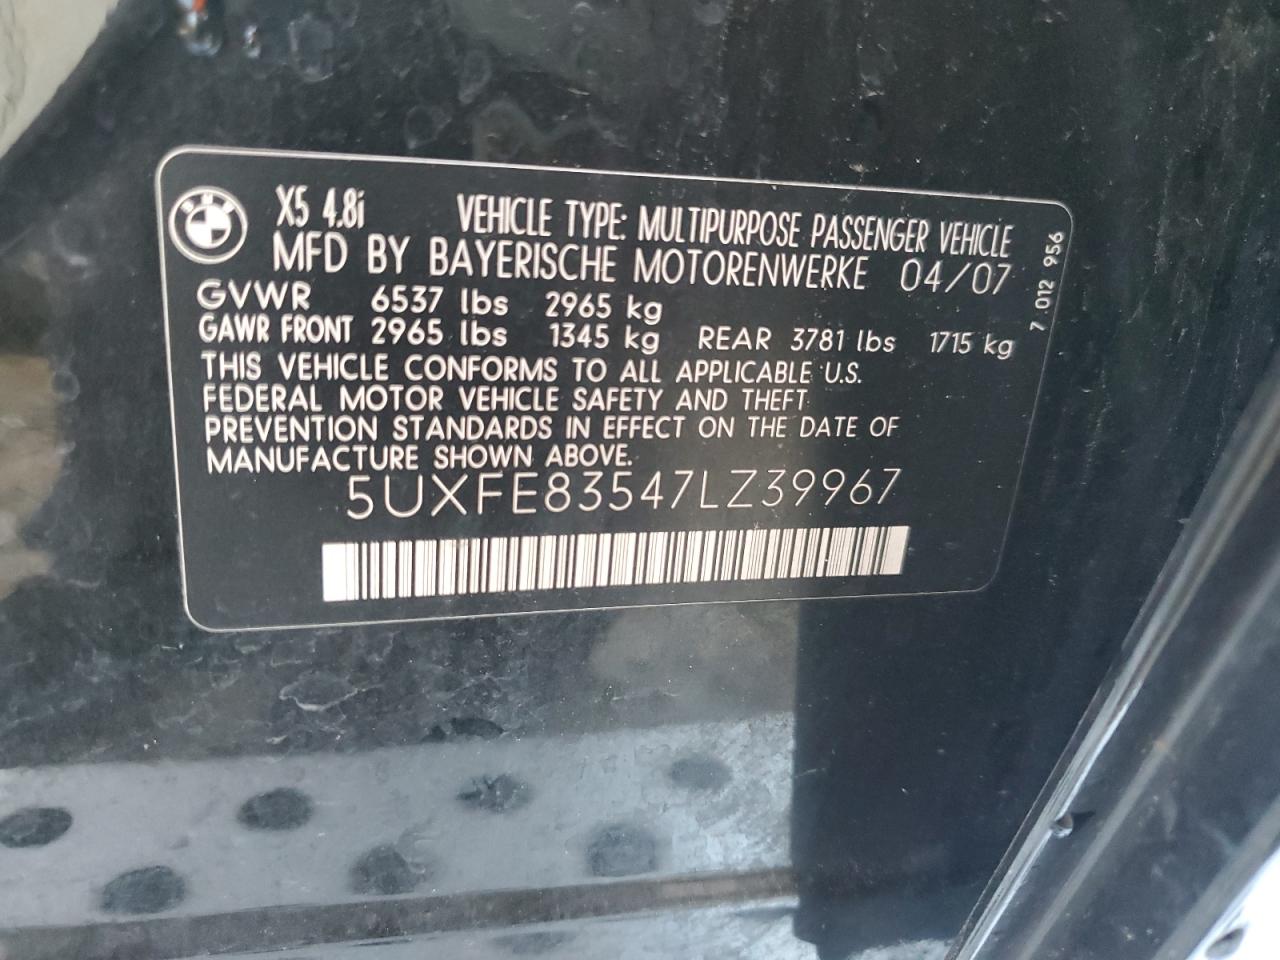 BMW
X5 4.8i VEHICLE TYPE: MULTIPURPOSE PASSENGER VEHICLE
MFD BY BAYERISCHE MOTORENWERKE 04/07
GVWR 6537 lbs 2965 kg
GAWR FRONT 2965 lbs 1345 kg REAR 3781 lbs 1715 kg
THIS VEHICLE CONFORMS TO ALL APPLICABLE U.S.
FEDERAL MOTOR VEHICLE SAFETY AND THEFT
PREVENTION STANDARDS IN EFFECT ON THE DATE OF
MANUFACTURE SHOWN ABOVE.
5UXFE83547LZ39967
7 012 956